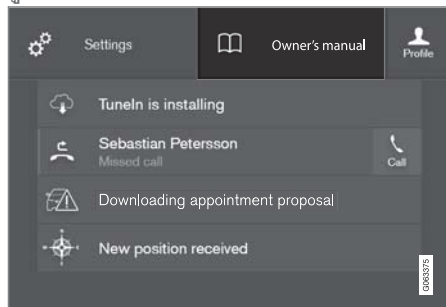 Settings
Owner's manual
Profile
TuneIn is installing
Sebastian Petersson
Missed call
Call
Downloading appointment proposal
New position received
G063375